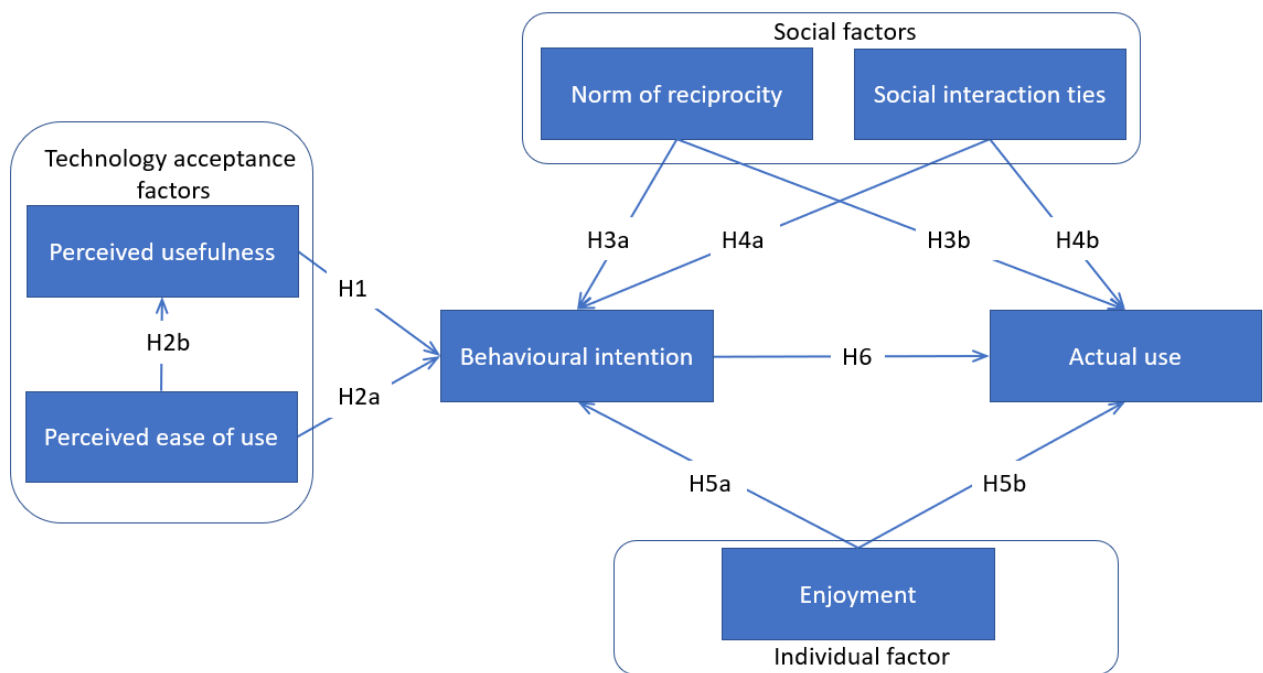 Social factors
Norm of reciprocity
Social interaction ties
Technology acceptance
factors
Perceived usefulness
H3a
H4a
H3b
H4b
H1
H2b
Behavioural intention
H6
Actual use
H2a
Perceived ease of use
H5a
H5b
Enjoyment
Individual factor